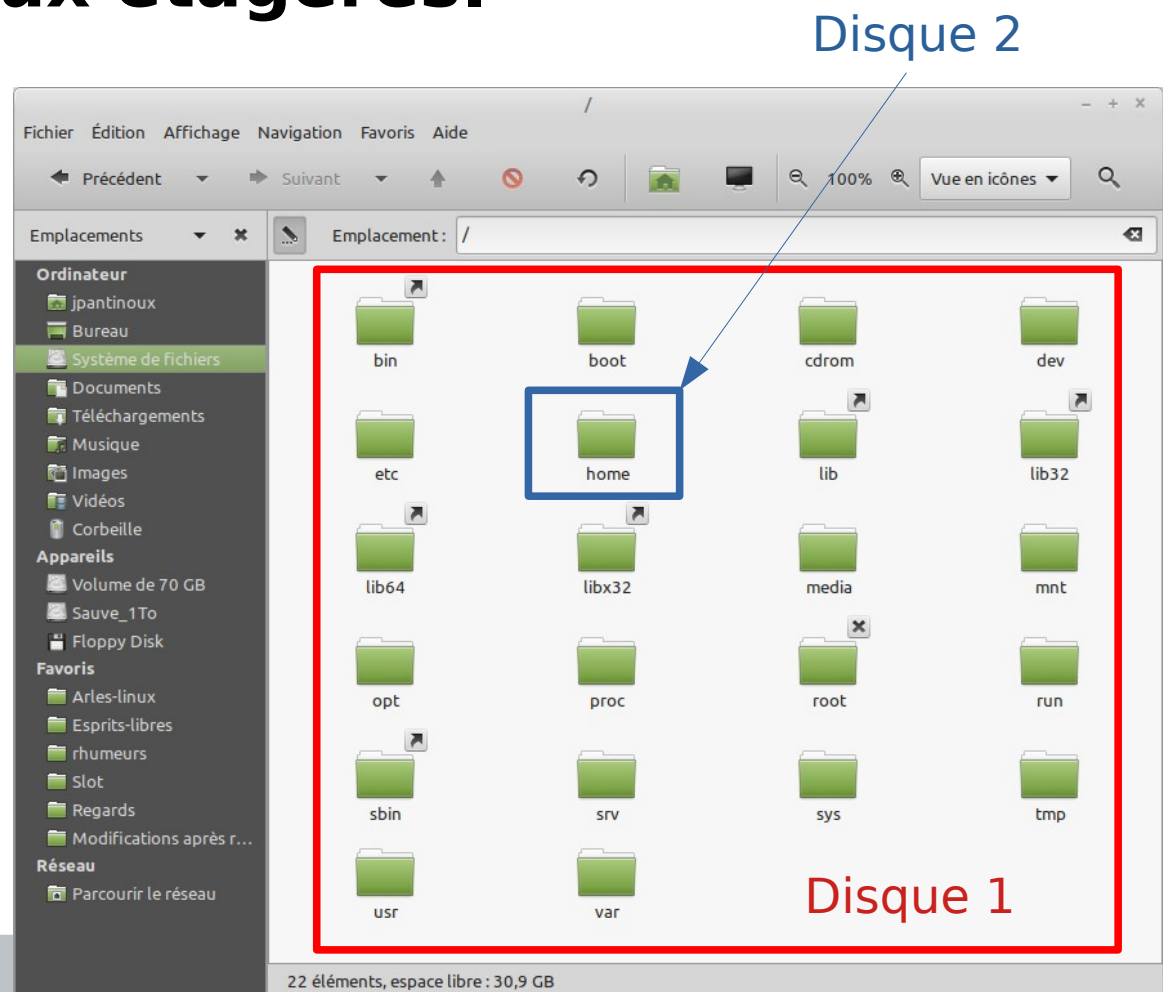 ux étagères.
Disque 2
/
Fichier Édition Affichage Navigation Favoris Aide
Précédent Suivant 100% Vue en icônes
Emplacements Emplacement : /
Ordinateur
jpantinoux
Bureau
Système de fichiers
Documents
Téléchargements
Musique
Images
Vidéos
Corbeille
Appareils
Volume de 70 GB
Sauve_1To
Floppy Disk
Favoris
Arles-linux
Esprits-libres
rhumeurs
Slot
Regards
Modifications après r…
Réseau
Parcourir le réseau
bin boot cdrom dev
etc home lib lib32
lib64 libx32 media mnt
opt proc root run
sbin srv sys tmp
usr var
Disque 1
22 éléments, espace libre : 30,9 GB